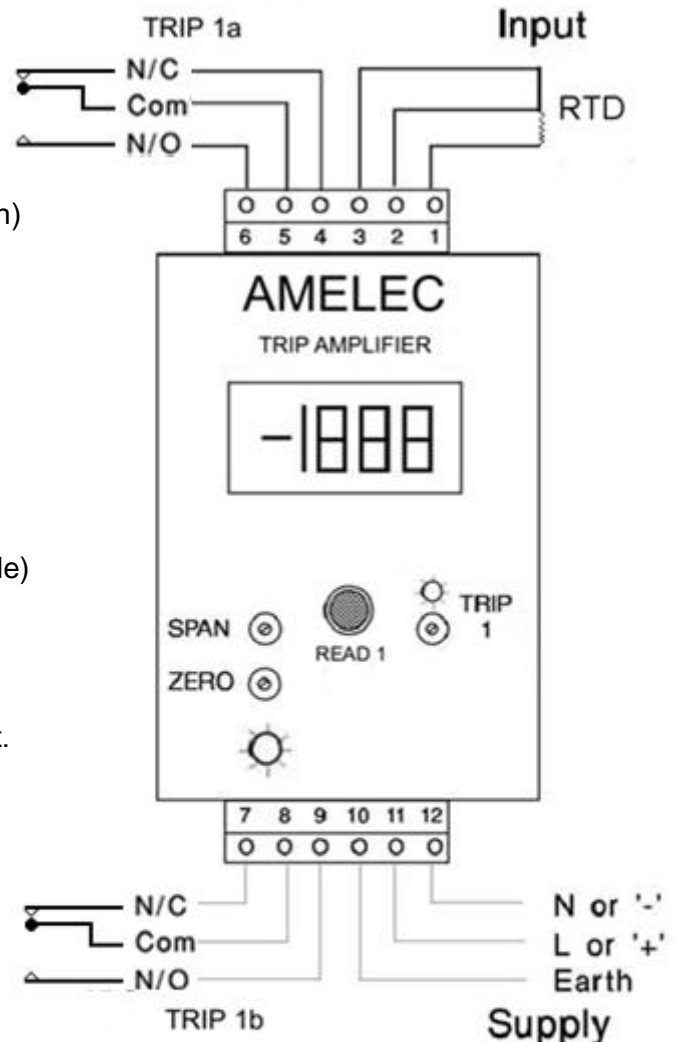 TRIP 1a
Input
N/C
Com
N/O
RTD
n)
6 5 4 3 2 1
AMELEC
TRIP AMPLIFIER
-1888
le)
SPAN
READ 1
TRIP
1
ZERO
t.
7 8 9 10 11 12
N/C
Com
N/O
N or '-'
L or '+'
Earth
TRIP 1b
Supply